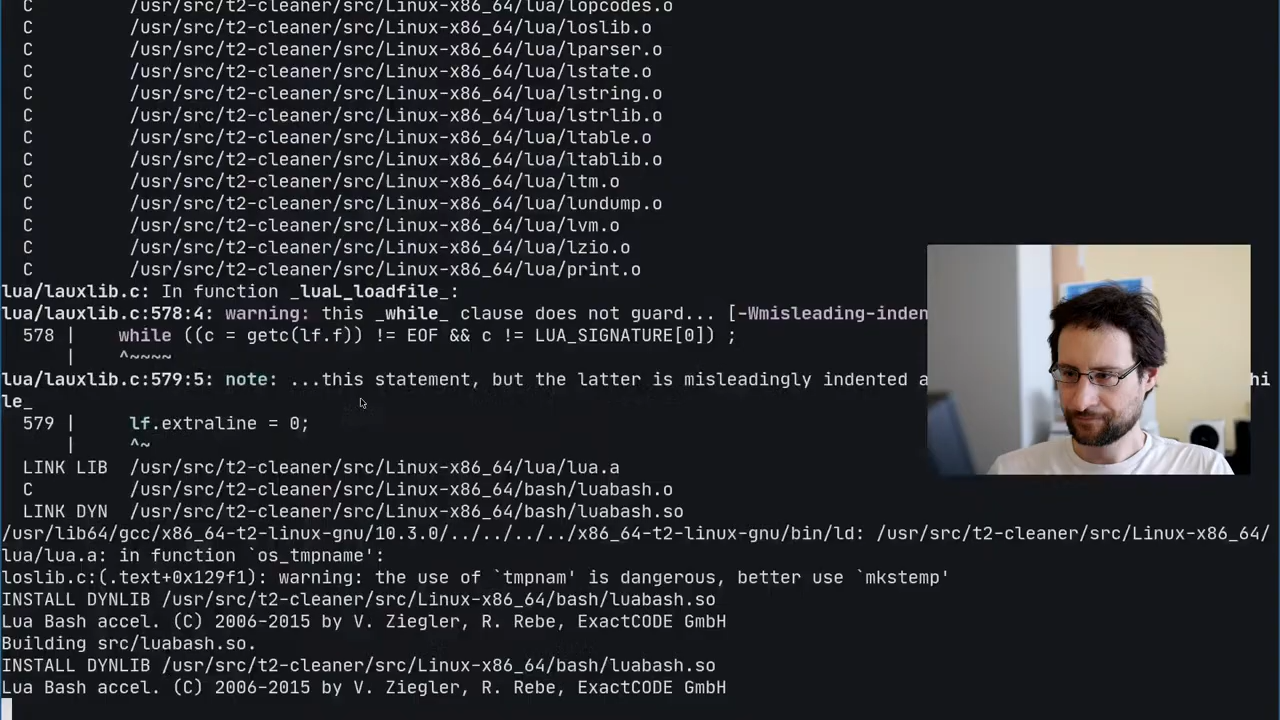 C /usr/src/t2-cleaner/src/Linux-x86_64/lua/lopcodes.o
C /usr/src/t2-cleaner/src/Linux-x86_64/lua/loslib.o
C /usr/src/t2-cleaner/src/Linux-x86_64/lua/lparser.o
C /usr/src/t2-cleaner/src/Linux-x86_64/lua/lstate.o
C /usr/src/t2-cleaner/src/Linux-x86_64/lua/lstring.o
C /usr/src/t2-cleaner/src/Linux-x86_64/lua/lstrlib.o
C /usr/src/t2-cleaner/src/Linux-x86_64/lua/ltable.o
C /usr/src/t2-cleaner/src/Linux-x86_64/lua/ltablib.o
C /usr/src/t2-cleaner/src/Linux-x86_64/lua/ltm.o
C /usr/src/t2-cleaner/src/Linux-x86_64/lua/lundump.o
C /usr/src/t2-cleaner/src/Linux-x86_64/lua/lvm.o
C /usr/src/t2-cleaner/src/Linux-x86_64/lua/lzio.o
C /usr/src/t2-cleaner/src/Linux-x86_64/lua/print.o
lua/lauxlib.c: In function _luaL_loadfile_:
lua/lauxlib.c:578:4: warning: this _while_ clause does not guard... [-Wmisleading-inden
578 | while ((c = getc(lf.f)) != EOF && c != LUA_SIGNATURE[0]) ;
| ^~~~~
lua/lauxlib.c:579:5: note: ...this statement, but the latter is misleadingly indented a hi
le_
579 | lf.extraline = 0;
| ^~
LINK LIB /usr/src/t2-cleaner/src/Linux-x86_64/lua/lua.a
C /usr/src/t2-cleaner/src/Linux-x86_64/bash/luabash.o
LINK DYN /usr/src/t2-cleaner/src/Linux-x86_64/bash/luabash.so
/usr/lib64/gcc/x86_64-t2-linux-gnu/10.3.0/../../../../x86_64-t2-linux-gnu/bin/ld: /usr/src/t2-cleaner/src/Linux-x86_64/
lua/lua.a: in function `os_tmpname':
loslib.c:(.text+0x129f1): warning: the use of `tmpnam' is dangerous, better use `mkstemp'
INSTALL DYNLIB /usr/src/t2-cleaner/src/Linux-x86_64/bash/luabash.so
Lua Bash accel. (C) 2006-2015 by V. Ziegler, R. Rebe, ExactCODE GmbH
Building src/luabash.so.
INSTALL DYNLIB /usr/src/t2-cleaner/src/Linux-x86_64/bash/luabash.so
Lua Bash accel. (C) 2006-2015 by V. Ziegler, R. Rebe, ExactCODE GmbH